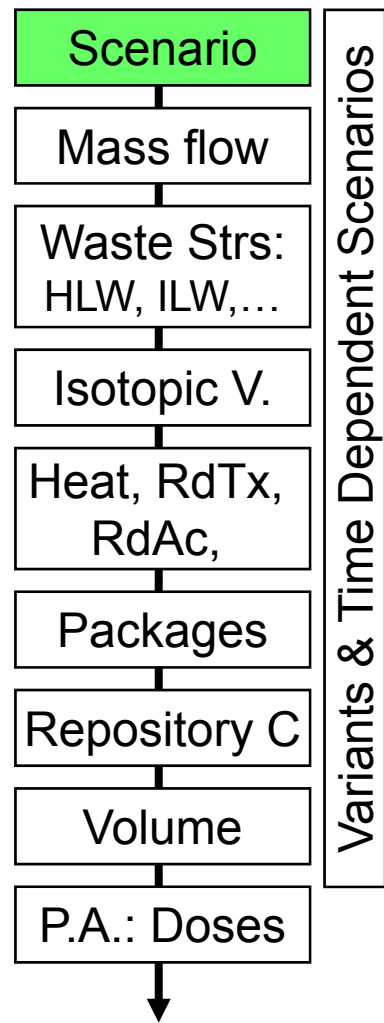 Scenario
Mass flow
Waste Strs:
HLW, ILW,…
Isotopic V.
Heat, RdTx,
RdAc,
Packages
Repository C
Volume
P.A.: Doses
Variants & Time Dependent Scenarios